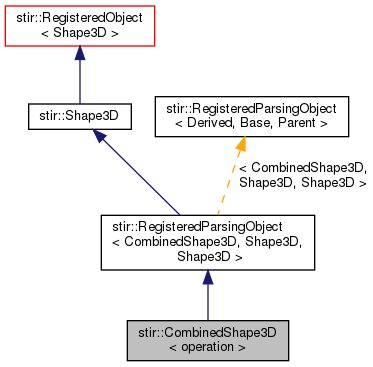 stir::RegisteredObject
< Shape3D >
stir::Shape3D
stir::RegisteredParsingObject
< Derived, Base, Parent >
< CombinedShape3D,
Shape3D, Shape3D >
stir::RegisteredParsingObject
< CombinedShape3D, Shape3D,
Shape3D >
stir::CombinedShape3D
< operation >